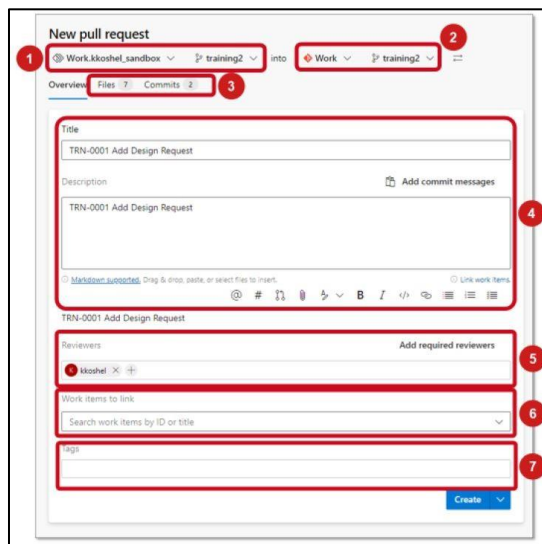 New pull request
1 Work.kkoshel_sandbox training2 into Work training2 2
Overview Files 7 Commits 2 3
Title
TRN-0001 Add Design Request
Description Add commit messages
TRN-0001 Add Design Request
4
Markdown supported. Drag & drop, paste, or select files to insert. Link work items.
@ # B I </>
TRN-0001 Add Design Request
Reviewers Add required reviewers
K kkoshel × + 5
Work items to link
Search work items by ID or title 6
Tags
7
Create